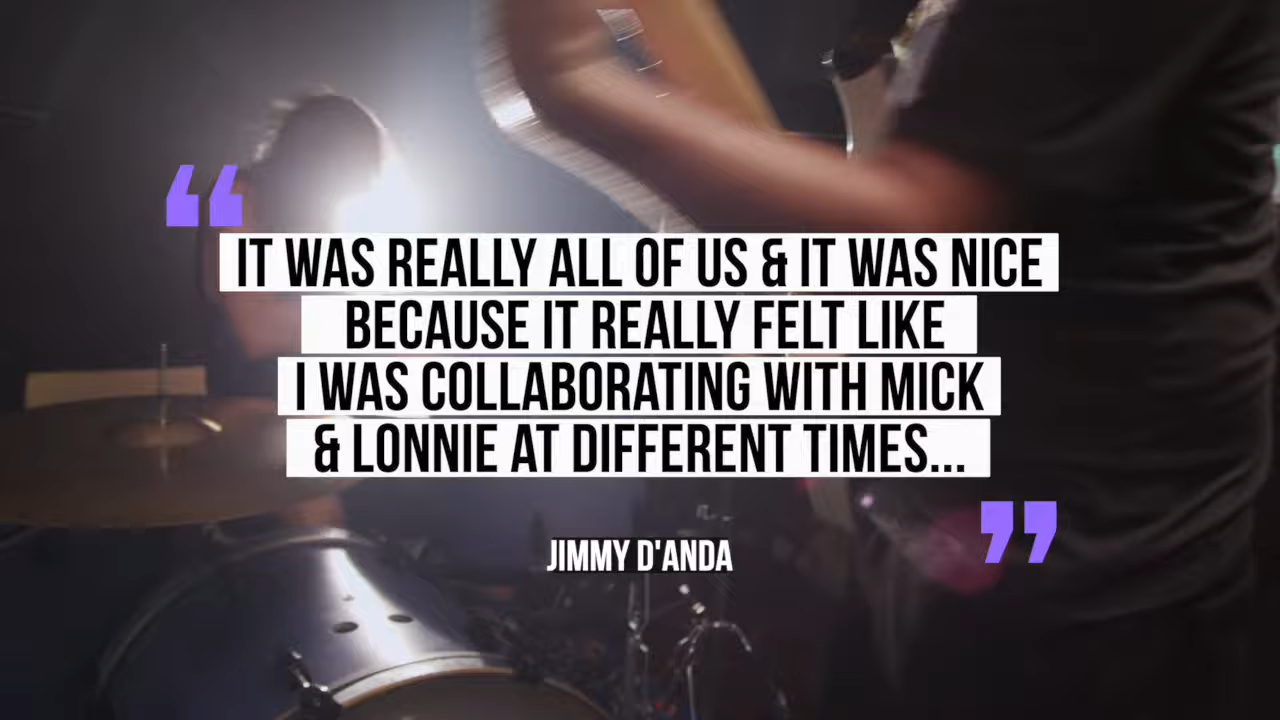 “
IT WAS REALLY ALL OF US & IT WAS NICE
BECAUSE IT REALLY FELT LIKE
I WAS COLLABORATING WITH MICK
& LONNIE AT DIFFERENT TIMES...
”
JIMMY D'ANDA